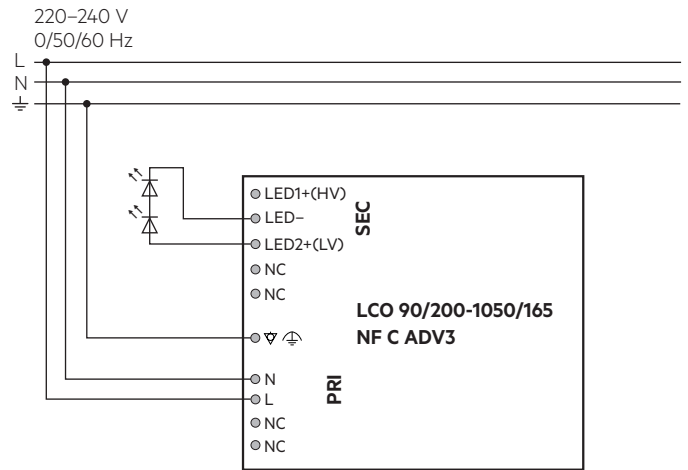 220–240 V
0/50/60 Hz
L
N
LED1+(HV)
LED–
SEC
LED2+(LV)
NC
NC
LCO 90/200-1050/165
NF C ADV3
N
PRI
L
NC
NC